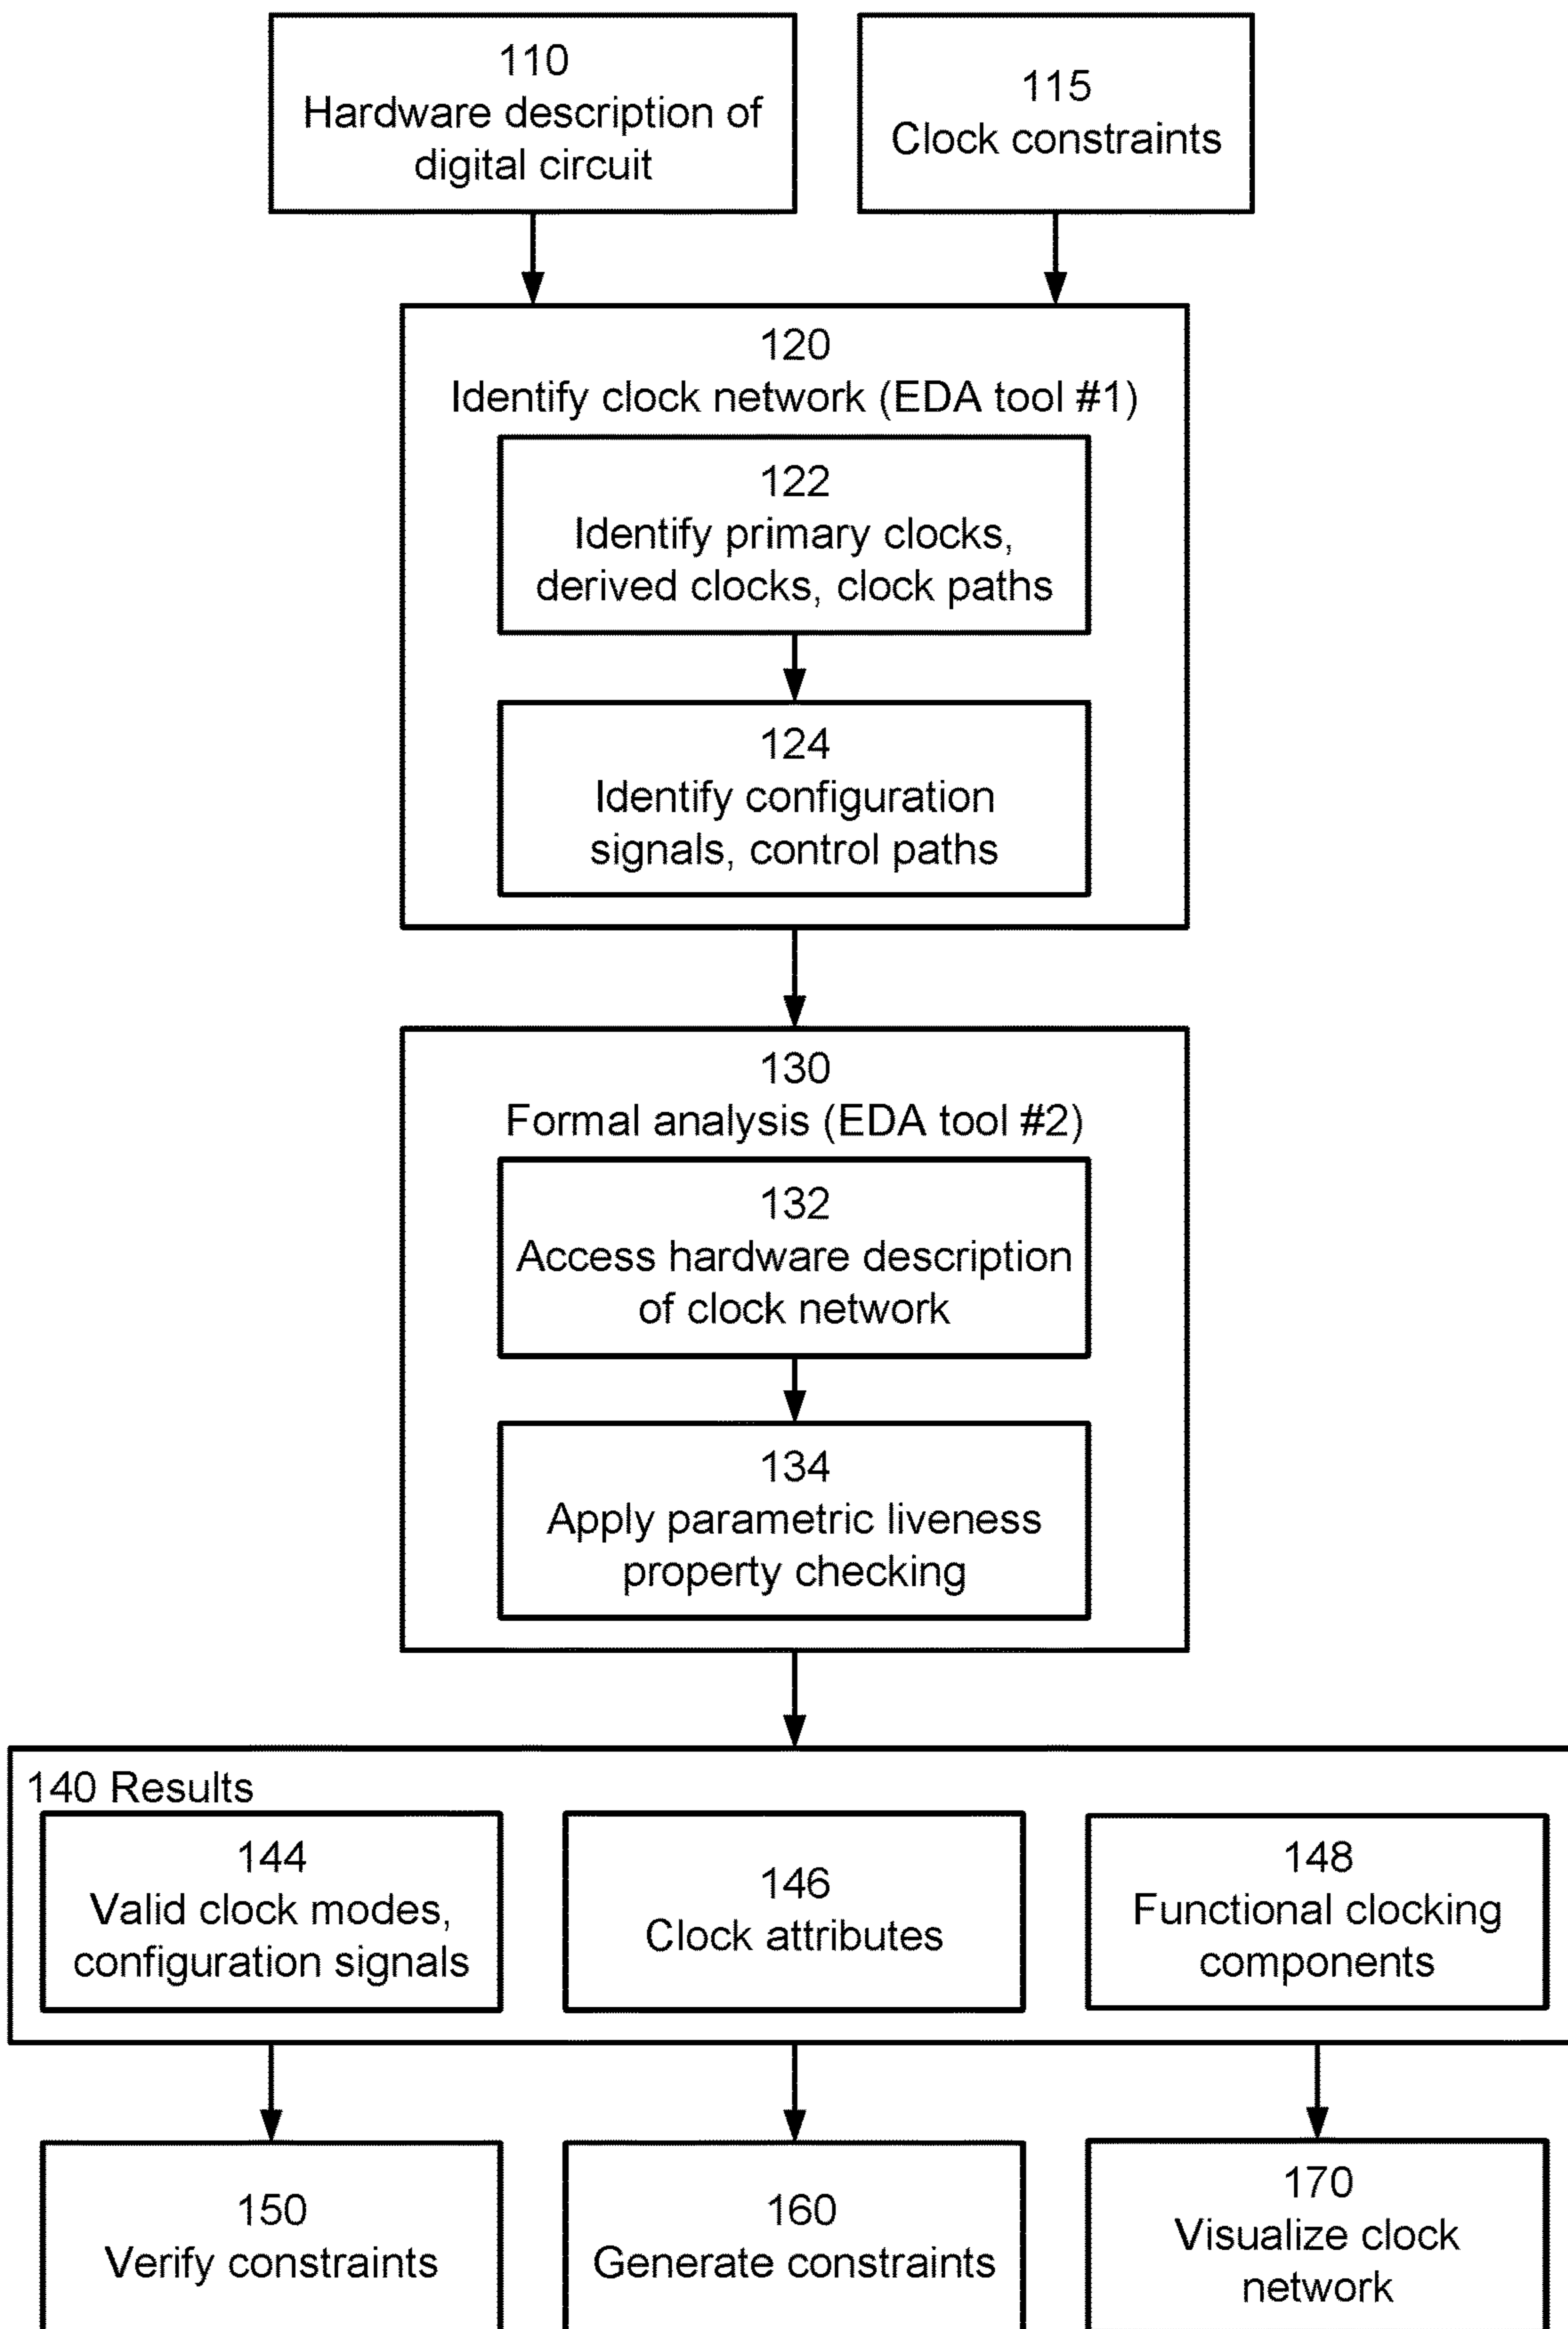 110
Hardware description of
digital circuit
115
Clock constraints
120
Identify clock network (EDA tool #1)
122
Identify primary clocks,
derived clocks, clock paths
124
Identify configuration
signals, control paths
130
Formal analysis (EDA tool #2)
132
Access hardware description
of clock network
134
Apply parametric liveness
property checking
140 Results
144
Valid clock modes,
configuration signals
146
Clock attributes
148
Functional clocking
components
150
Verify constraints
160
Generate constraints
170
Visualize clock
network